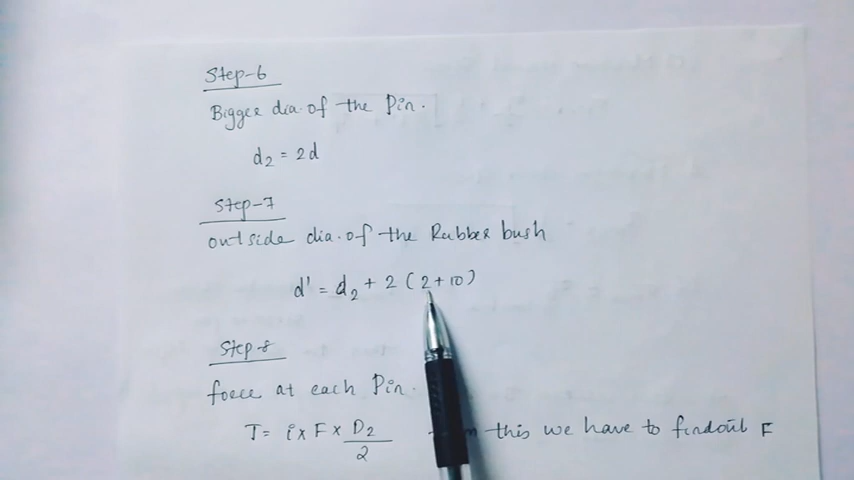 Step-6
Bigger dia. of the Pin.
d₂ = 2d
Step-7
outside dia. of the Rubber bush
d' = d₂ + 2 (2+10)
Step 8
force at each Pin.
T = i x F x D₂/2 this we have to findout F